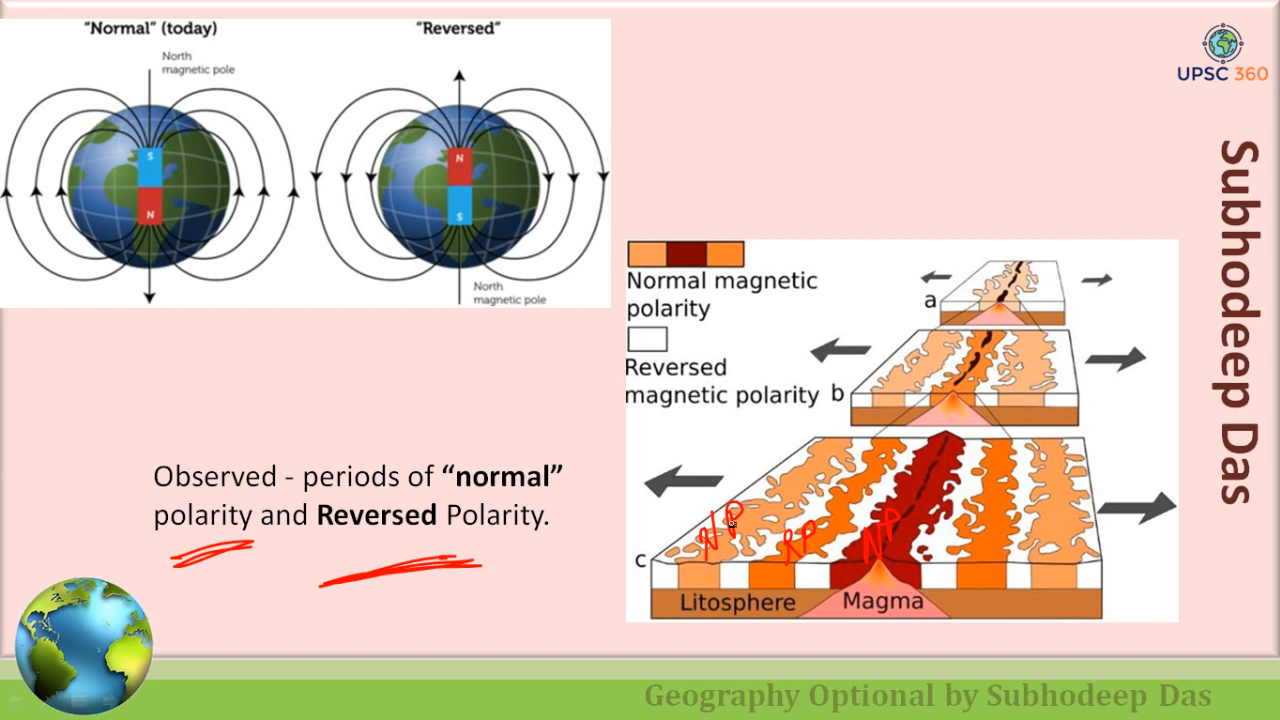 "Normal" (today)
North
magnetic pole
S
N
"Reversed"
N
S
North
magnetic pole
UPSC 360
Subhodeep Das
Normal magnetic
polarity
Reversed
magnetic polarity
a
b
c
NP
RP
NP
Litosphere
Magma
Observed - periods of “normal”
polarity and Reversed Polarity.
Geography Optional by Subhodeep Das